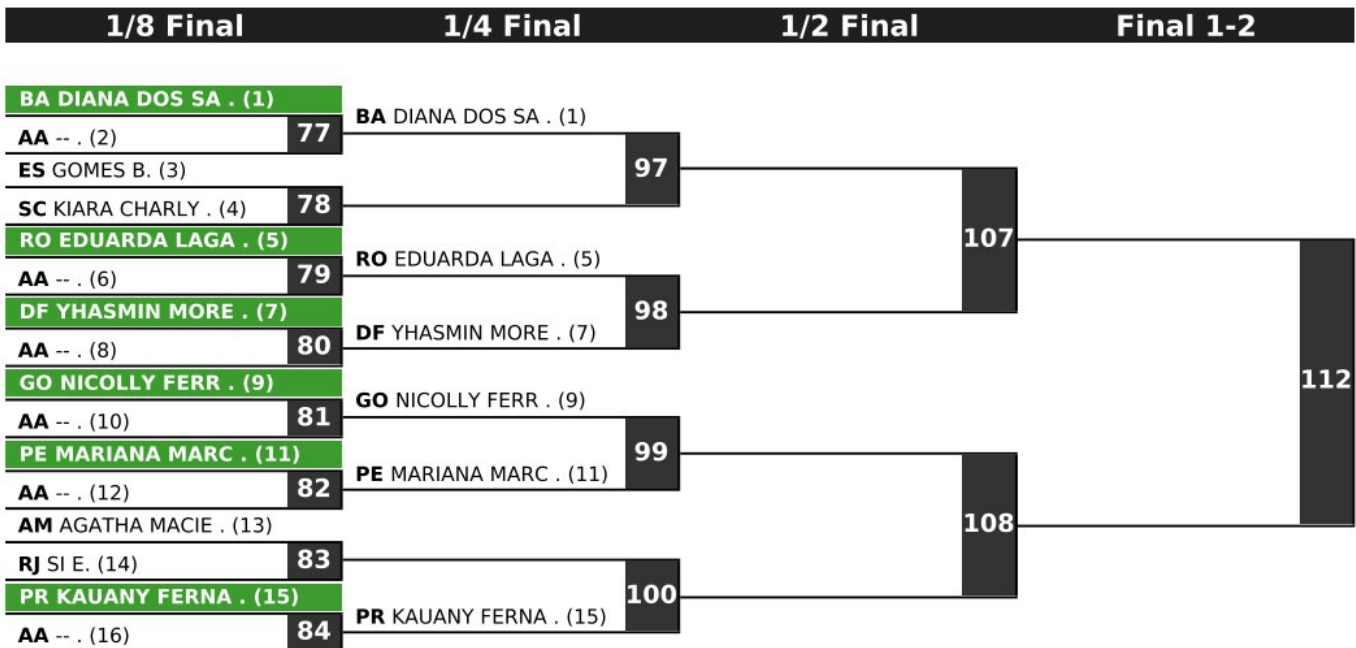 1/8 Final
1/4 Final
1/2 Final
Final 1-2
BA DIANA DOS SA . (1)
AA -- . (2)
77
ES GOMES B. (3)
SC KIARA CHARLY . (4)
78
RO EDUARDA LAGA . (5)
AA -- . (6)
79
DF YHASMIN MORE . (7)
AA -- . (8)
80
GO NICOLLY FERR . (9)
AA -- . (10)
81
PE MARIANA MARC . (11)
AA -- . (12)
82
AM AGATHA MACIE . (13)
RJ SI E. (14)
83
PR KAUANY FERNA . (15)
AA -- . (16)
84
BA DIANA DOS SA . (1)
97
RO EDUARDA LAGA . (5)
98
DF YHASMIN MORE . (7)
GO NICOLLY FERR . (9)
99
PE MARIANA MARC . (11)
100
PR KAUANY FERNA . (15)
107
108
112